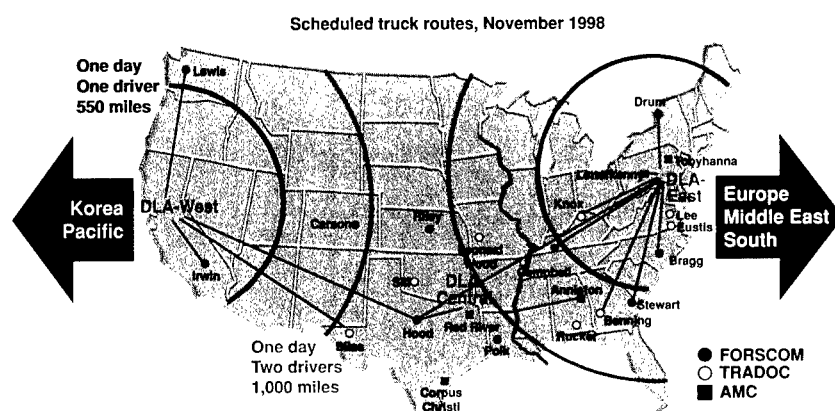 Scheduled truck routes, November 1998
One day
One driver
550 miles
Lewis
Drum
Tobyhanna
Letterkenny
DLA-
East
Korea
Pacific
DLA-West
Europe
Middle East
South
Carsons
Riley
Knox
Lee
Eustis
Irwin
Sill
DLA
Central
Campbell
Anniston
Bragg
Stewart
Benning
Bliss
Hood
Red River
Polk
Rucker
One day
Two drivers
1,000 miles
Corpus
Christi
FORSCOM
TRADOC
AMC